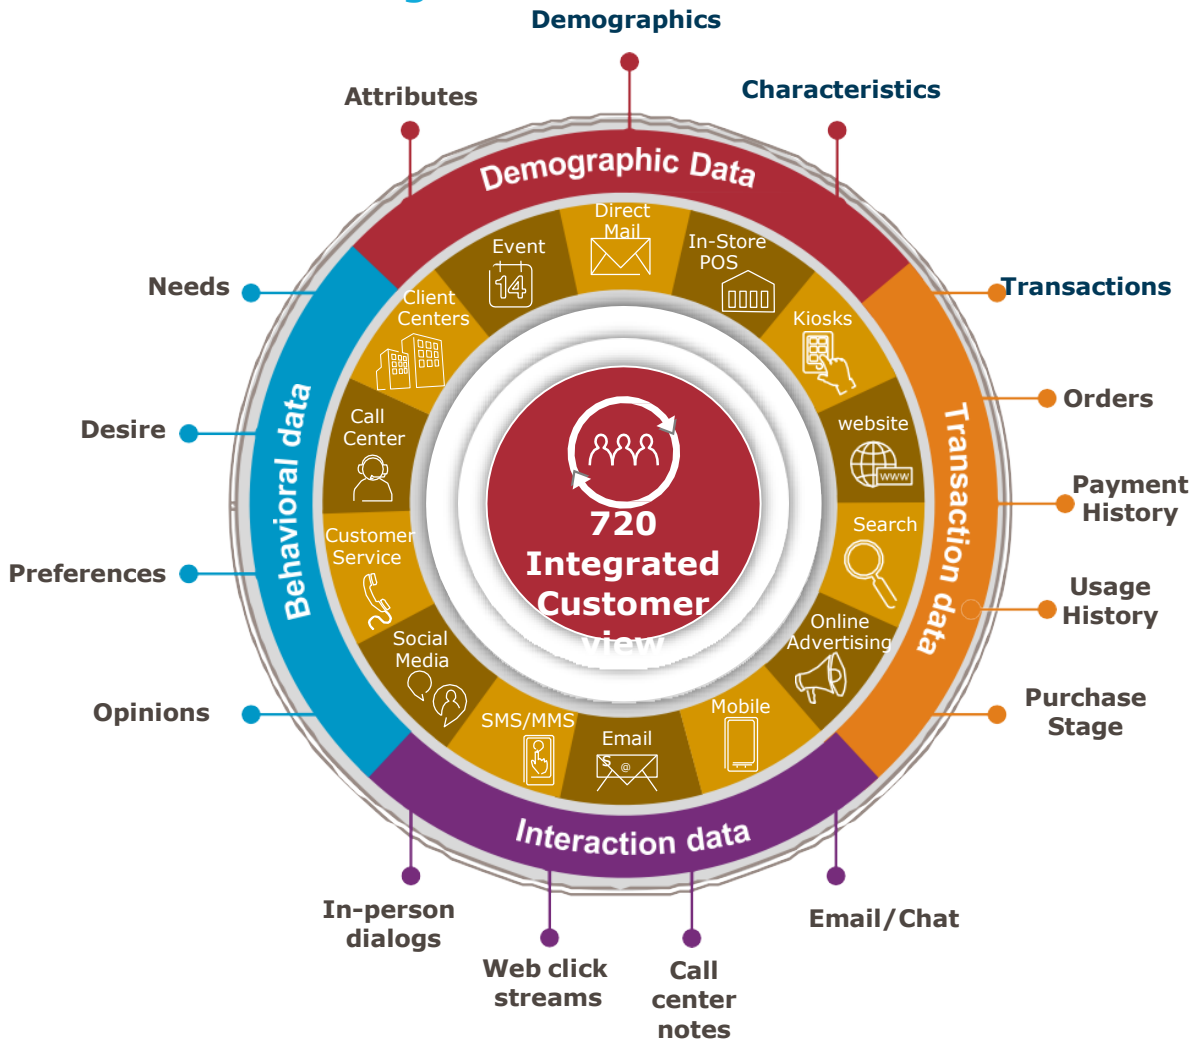 Demographics
Attributes
Characteristics
Demographic Data
Direct
Mail
Event
14
In-Store
POS
Client
Centers
Kiosks
Needs
Transactions
Call
Center
website
www
Desire
Orders
Behavioral data
Transaction data
Payment
History
Customer
Service
Search
720
Integrated
Customer
view
Preferences
Usage
History
Social
Media
Online
Advertising
Opinions
SMS/MMS
Email
s
@
Mobile
Purchase
Stage
Interaction data
In-person
dialogs
Email/Chat
Web click
streams
Call
center
notes